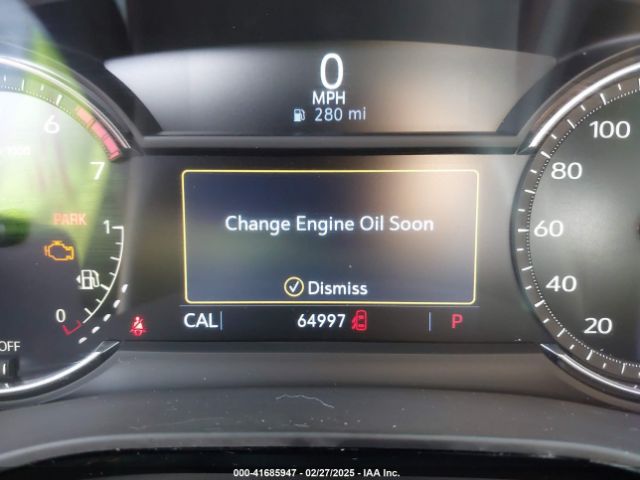 0
MPH
280 mi
6
7
x1000
PARK
1
0
OFF
Change Engine Oil Soon
Dismiss
CAL
64997
P
100
80
60
40
20
000-41685947 • 02/27/2025 • IAA Inc.